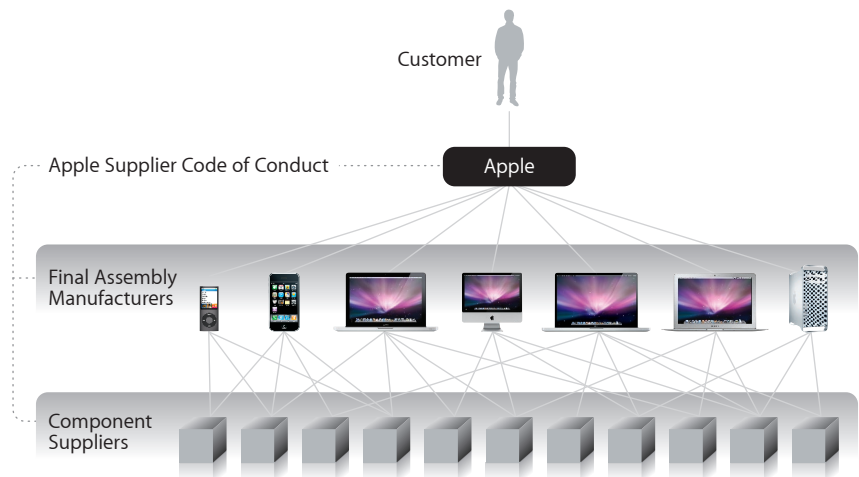 Customer
Apple Supplier Code of Conduct
Apple
Final Assembly
Manufacturers
Component
Suppliers